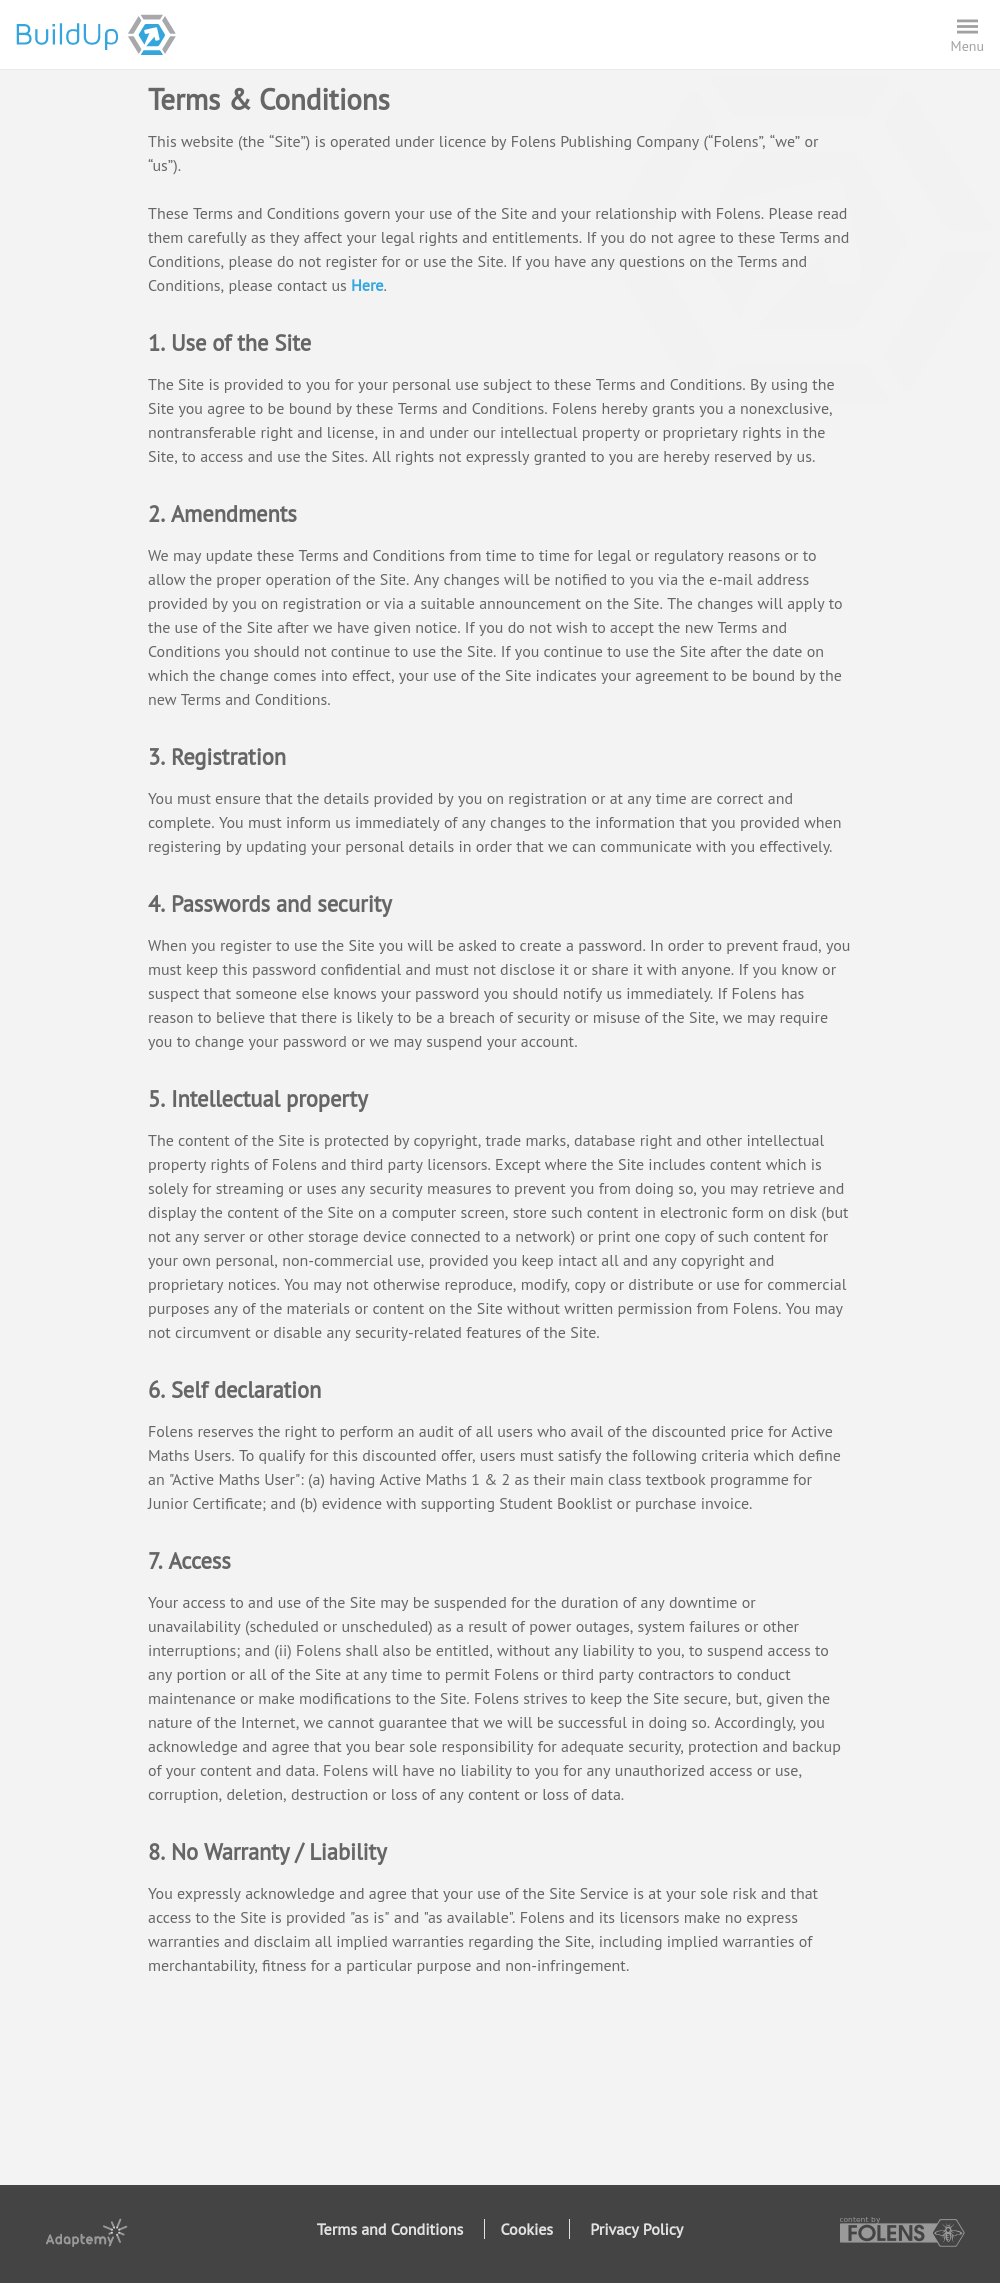 BuildUp
Menu
Terms & Conditions
This website (the “Site”) is operated under licence by Folens Publishing Company (“Folens”, “we” or
“us”).
These Terms and Conditions govern your use of the Site and your relationship with Folens. Please read
them carefully as they affect your legal rights and entitlements. If you do not agree to these Terms and
Conditions, please do not register for or use the Site. If you have any questions on the Terms and
Conditions, please contact us Here.
1. Use of the Site
The Site is provided to you for your personal use subject to these Terms and Conditions. By using the
Site you agree to be bound by these Terms and Conditions. Folens hereby grants you a nonexclusive,
nontransferable right and license, in and under our intellectual property or proprietary rights in the
Site, to access and use the Sites. All rights not expressly granted to you are hereby reserved by us.
2. Amendments
We may update these Terms and Conditions from time to time for legal or regulatory reasons or to
allow the proper operation of the Site. Any changes will be notified to you via the e-mail address
provided by you on registration or via a suitable announcement on the Site. The changes will apply to
the use of the Site after we have given notice. If you do not wish to accept the new Terms and
Conditions you should not continue to use the Site. If you continue to use the Site after the date on
which the change comes into effect, your use of the Site indicates your agreement to be bound by the
new Terms and Conditions.
3. Registration
You must ensure that the details provided by you on registration or at any time are correct and
complete. You must inform us immediately of any changes to the information that you provided when
registering by updating your personal details in order that we can communicate with you effectively.
4. Passwords and security
When you register to use the Site you will be asked to create a password. In order to prevent fraud, you
must keep this password confidential and must not disclose it or share it with anyone. If you know or
suspect that someone else knows your password you should notify us immediately. If Folens has
reason to believe that there is likely to be a breach of security or misuse of the Site, we may require
you to change your password or we may suspend your account.
5. Intellectual property
The content of the Site is protected by copyright, trade marks, database right and other intellectual
property rights of Folens and third party licensors. Except where the Site includes content which is
solely for streaming or uses any security measures to prevent you from doing so, you may retrieve and
display the content of the Site on a computer screen, store such content in electronic form on disk (but
not any server or other storage device connected to a network) or print one copy of such content for
your own personal, non-commercial use, provided you keep intact all and any copyright and
proprietary notices. You may not otherwise reproduce, modify, copy or distribute or use for commercial
purposes any of the materials or content on the Site without written permission from Folens. You may
not circumvent or disable any security-related features of the Site.
6. Self declaration
Folens reserves the right to perform an audit of all users who avail of the discounted price for Active
Maths Users. To qualify for this discounted offer, users must satisfy the following criteria which define
an "Active Maths User": (a) having Active Maths 1 & 2 as their main class textbook programme for
Junior Certificate; and (b) evidence with supporting Student Booklist or purchase invoice.
7. Access
Your access to and use of the Site may be suspended for the duration of any downtime or
unavailability (scheduled or unscheduled) as a result of power outages, system failures or other
interruptions; and (ii) Folens shall also be entitled, without any liability to you, to suspend access to
any portion or all of the Site at any time to permit Folens or third party contractors to conduct
maintenance or make modifications to the Site. Folens strives to keep the Site secure, but, given the
nature of the Internet, we cannot guarantee that we will be successful in doing so. Accordingly, you
acknowledge and agree that you bear sole responsibility for adequate security, protection and backup
of your content and data. Folens will have no liability to you for any unauthorized access or use,
corruption, deletion, destruction or loss of any content or loss of data.
8. No Warranty / Liability
You expressly acknowledge and agree that your use of the Site Service is at your sole risk and that
access to the Site is provided "as is" and "as available". Folens and its licensors make no express
warranties and disclaim all implied warranties regarding the Site, including implied warranties of
merchantability, fitness for a particular purpose and non-infringement.
Adaptemy
Terms and Conditions
Cookies
Privacy Policy
content by
FOLENS